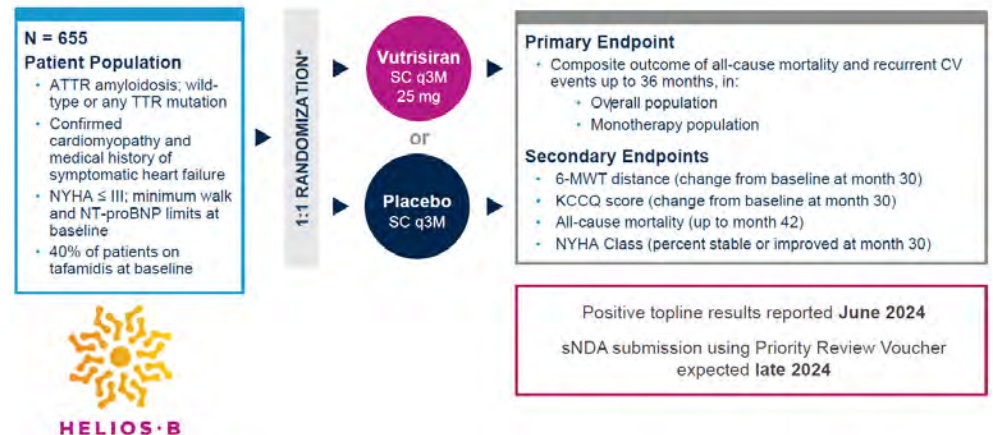 N = 655
Patient Population
• ATTR amyloidosis; wild-
type or any TTR mutation
• Confirmed
cardiomyopathy and
medical history of
symptomatic heart failure
• NYHA ≤ III; minimum walk
and NT-proBNP limits at
baseline
• 40% of patients on
tafamidis at baseline
1:1 RANDOMIZATION*
Vutrisiran
SC q3M
25 mg
or
Placebo
SC q3M
Primary Endpoint
• Composite outcome of all-cause mortality and recurrent CV
events up to 36 months, in:
• Overall population
• Monotherapy population
Secondary Endpoints
• 6-MWT distance (change from baseline at month 30)
• KCCQ score (change from baseline at month 30)
• All-cause mortality (up to month 42)
• NYHA Class (percent stable or improved at month 30)
Positive topline results reported June 2024
sNDA submission using Priority Review Voucher
expected late 2024
HELIOS·B